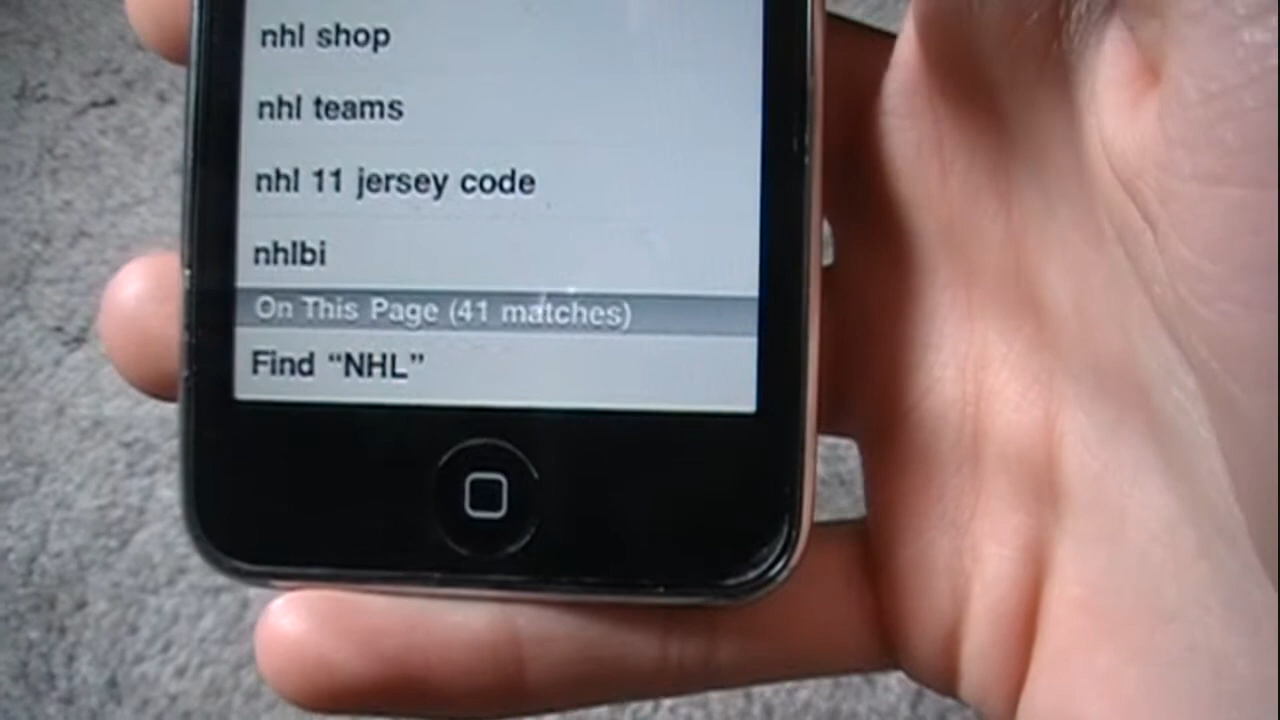 nhl shop
nhl teams
nhl 11 jersey code
nhlbi
On This Page (41 matches)
Find “NHL”